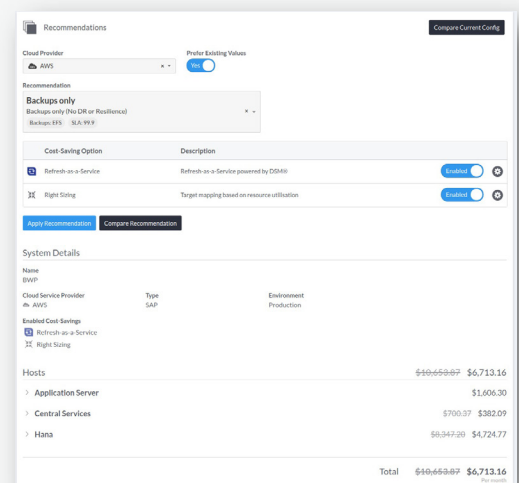 Recommendations
Compare Current Config
Cloud Provider
Prefer Existing Values
AWS
Yes
Recommendation
Backups only
Backups only (No DR or Resilience)
Backups: EFS SLA: 99.9
Cost-Saving Option Description
Refresh-as-a-Service Refresh-as-a-Service powered by DSM® Enabled
Right Sizing Target mapping based on resource utilisation Enabled
Apply Recommendation Compare Recommendation
System Details
Name
BWP
Cloud Service Provider Type Environment
AWS SAP Production
Enabled Cost-Savings
Refresh-as-a-Service
Right Sizing
Hosts $10,653.87 $6,713.16
Application Server $1,606.30
Central Services $700.37 $382.09
Hana $8,347.20 $4,724.77
Total $10,653.87 $6,713.16
Per month